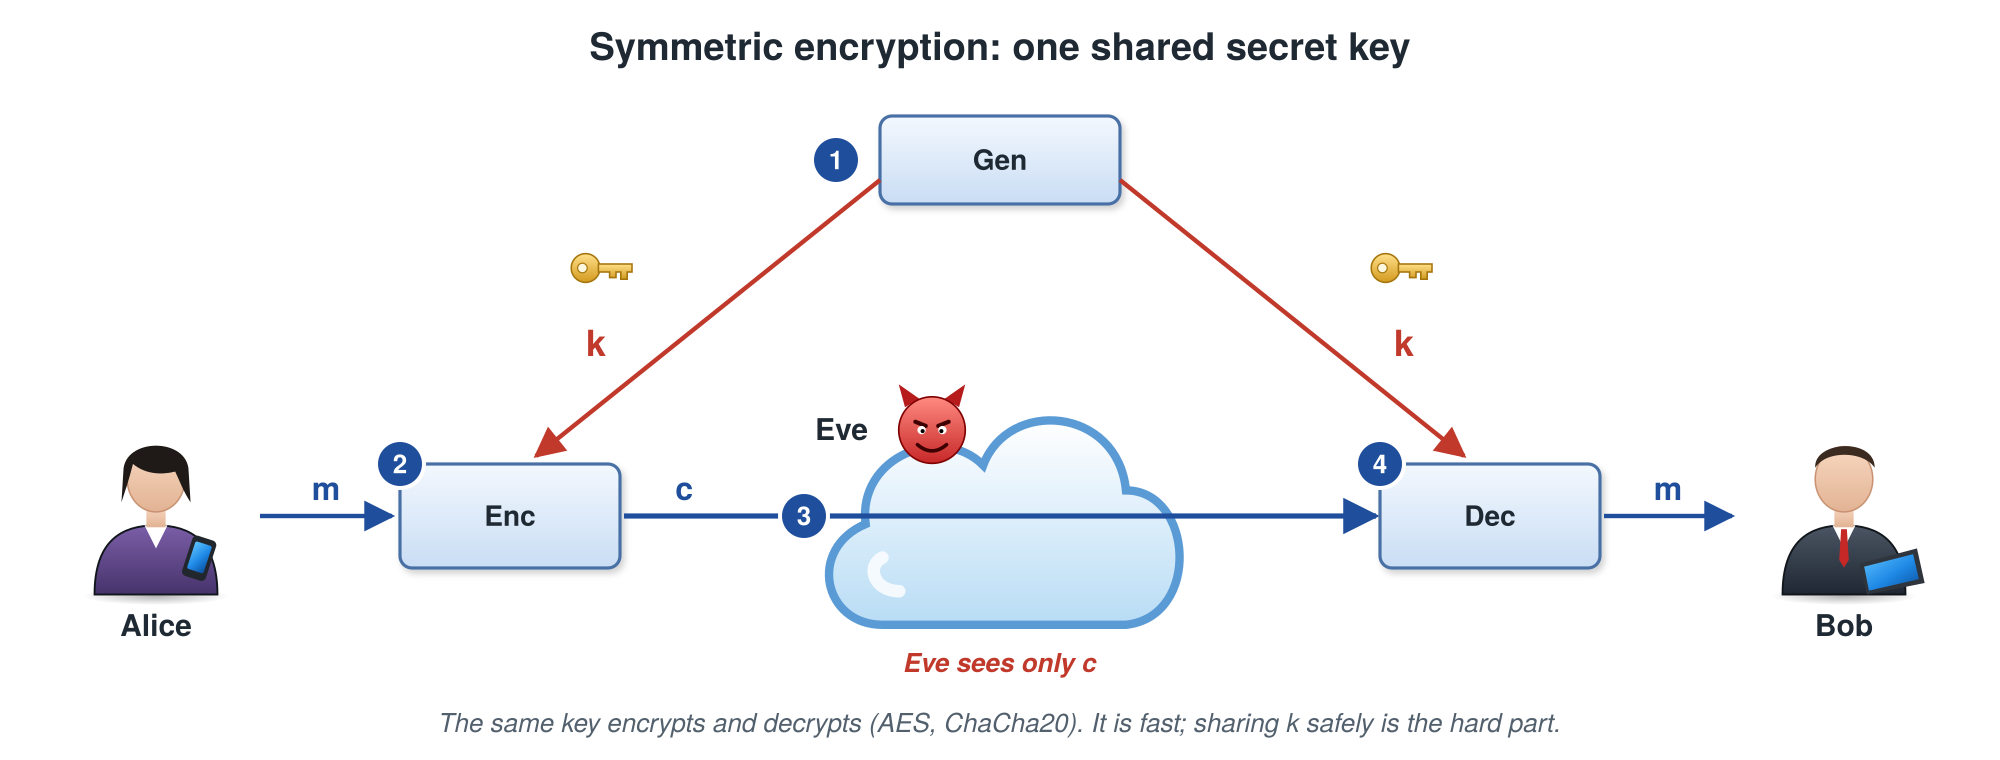 Symmetric encryption: one shared secret key
1
Gen
k
k
Eve
2
4
m
Enc
c
3
Dec
m
Alice
Bob
Eve sees only c
The same key encrypts and decrypts (AES, ChaCha20). It is fast; sharing k safely is the hard part.